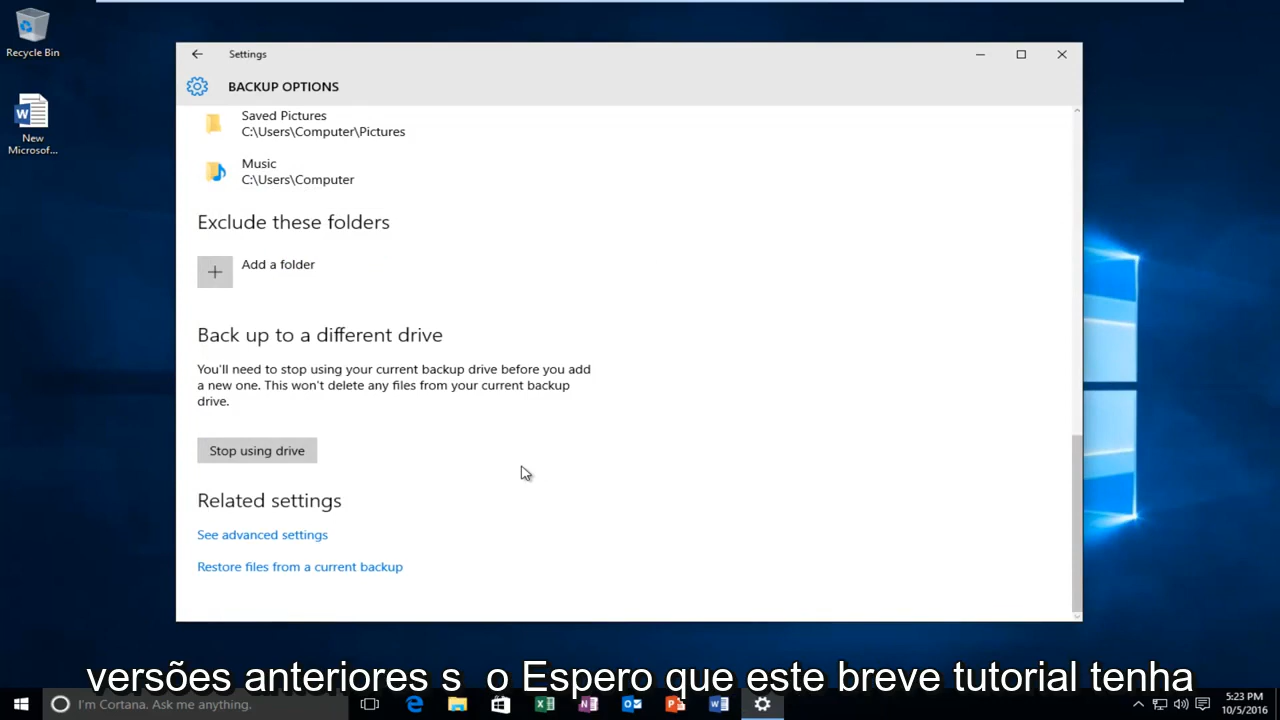 Recycle Bin
New
Microsof...
Settings
BACKUP OPTIONS
Saved Pictures
C:\Users\Computer\Pictures
Music
C:\Users\Computer
Exclude these folders
Add a folder
Back up to a different drive
You'll need to stop using your current backup drive before you add
a new one. This won't delete any files from your current backup
drive.
Stop using drive
Related settings
See advanced settings
Restore files from a current backup
versões anteriores s o Espero que este breve tutorial tenha
I'm Cortana. Ask me anything.
5:23 PM
10/5/2016